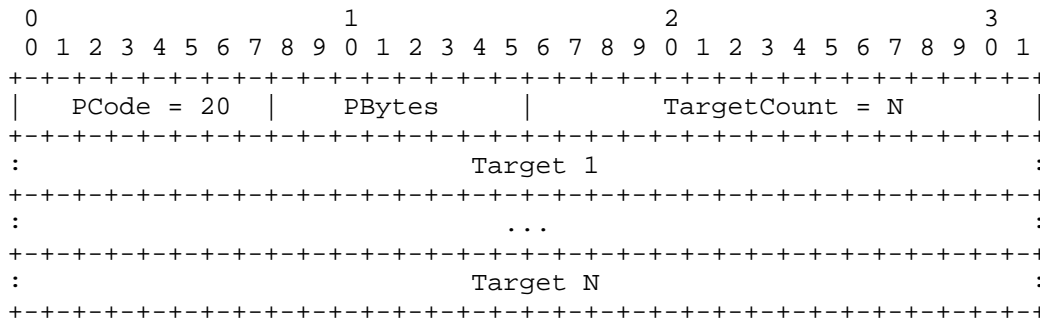 0                   1                   2                   3
 0 1 2 3 4 5 6 7 8 9 0 1 2 3 4 5 6 7 8 9 0 1 2 3 4 5 6 7 8 9 0 1
+-+-+-+-+-+-+-+-+-+-+-+-+-+-+-+-+-+-+-+-+-+-+-+-+-+-+-+-+-+-+-+-+
|   PCode = 20  |    PBytes     |        TargetCount = N        |
+-+-+-+-+-+-+-+-+-+-+-+-+-+-+-+-+-+-+-+-+-+-+-+-+-+-+-+-+-+-+-+-+
:                            Target 1                           :
+-+-+-+-+-+-+-+-+-+-+-+-+-+-+-+-+-+-+-+-+-+-+-+-+-+-+-+-+-+-+-+-+
:                              ...                              :
+-+-+-+-+-+-+-+-+-+-+-+-+-+-+-+-+-+-+-+-+-+-+-+-+-+-+-+-+-+-+-+-+
:                            Target N                           :
+-+-+-+-+-+-+-+-+-+-+-+-+-+-+-+-+-+-+-+-+-+-+-+-+-+-+-+-+-+-+-+-+